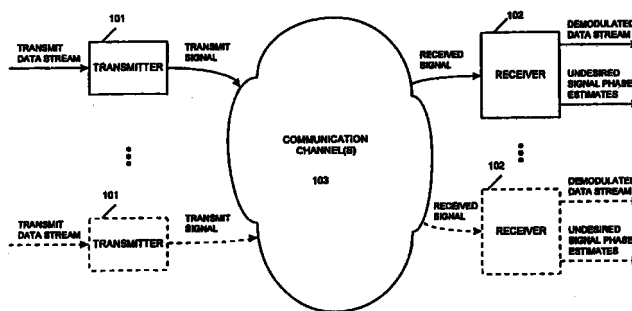 101
TRANSMIT
DATA STREAM
TRANSMITTER
TRANSMIT
SIGNAL
COMMUNICATION
CHANNEL(S)
103
RECEIVED
SIGNAL
102
RECEIVER
DEMODULATED
DATA STREAM
UNDESIRED
SIGNAL PHASE
ESTIMATES
101
TRANSMIT
DATA STREAM
TRANSMITTER
TRANSMIT
SIGNAL
RECEIVED
SIGNAL
102
RECEIVER
DEMODULATED
DATA STREAM
UNDESIRED
SIGNAL PHASE
ESTIMATES